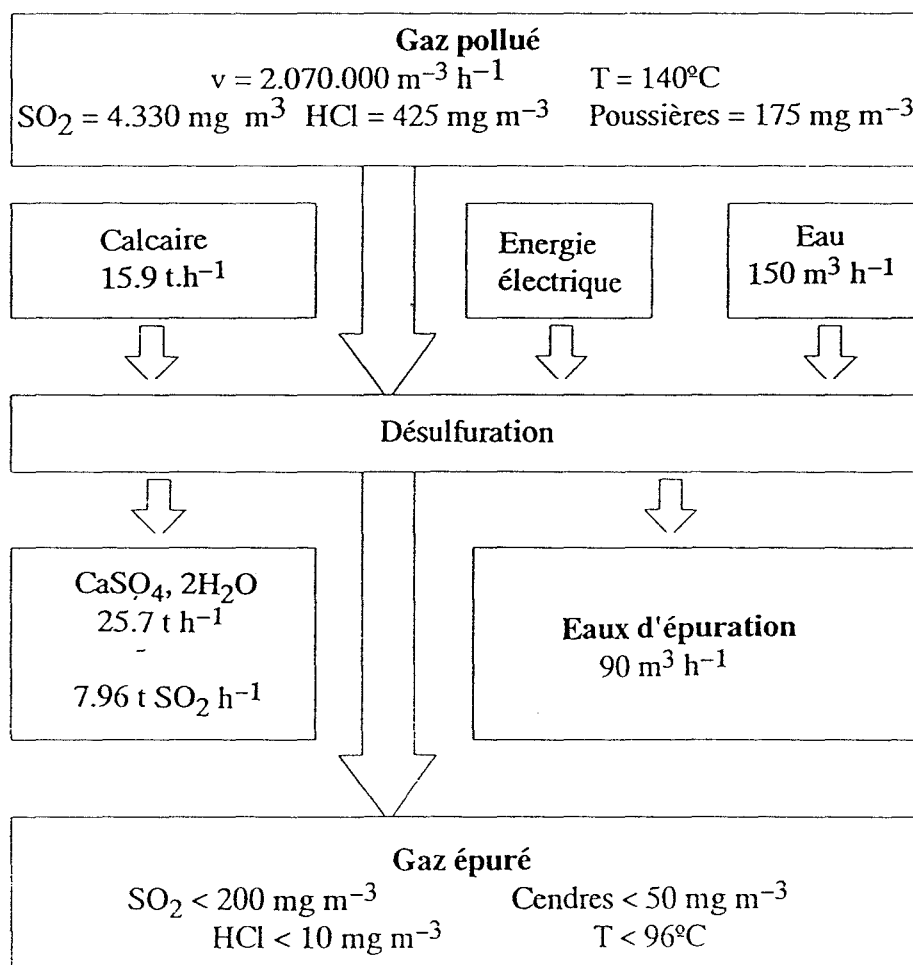 Gaz pollué
v = 2.070.000 m⁻³ h⁻¹ T = 140ºC
SO₂ = 4.330 mg m³ HCl = 425 mg m⁻³ Poussières = 175 mg m⁻³
Calcaire
15.9 t.h⁻¹
Energie
électrique
Eau
150 m³ h⁻¹
Désulfuration
CaSO₄, 2H₂O
25.7 t h⁻¹
-
7.96 t SO₂ h⁻¹
Eaux d'épuration
90 m³ h⁻¹
Gaz épuré
SO₂ < 200 mg m⁻³ Cendres < 50 mg m⁻³
HCl < 10 mg m⁻³ T < 96ºC